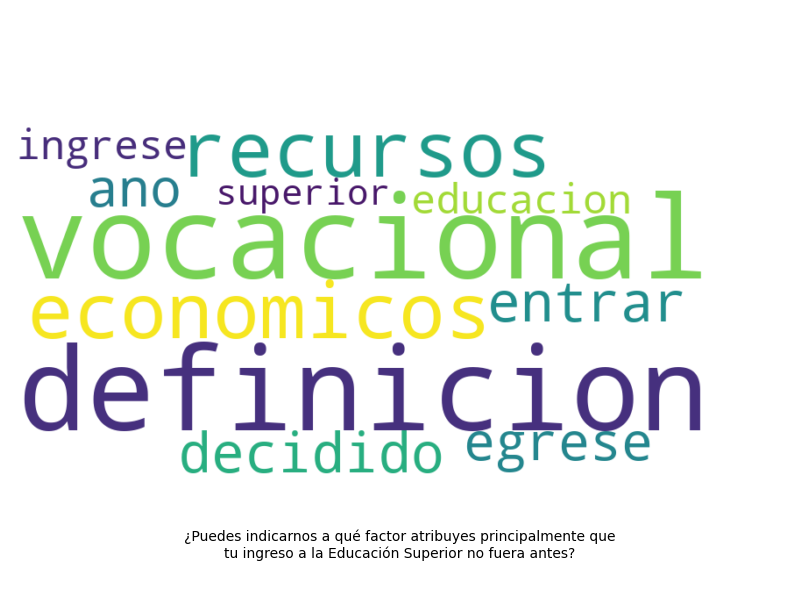 ingrese recursos
ano superior educacion
vocacional
economicos entrar
definicion
decidido egrese
¿Puedes indicarnos a qué factor atribuyes principalmente que
tu ingreso a la Educación Superior no fuera antes?